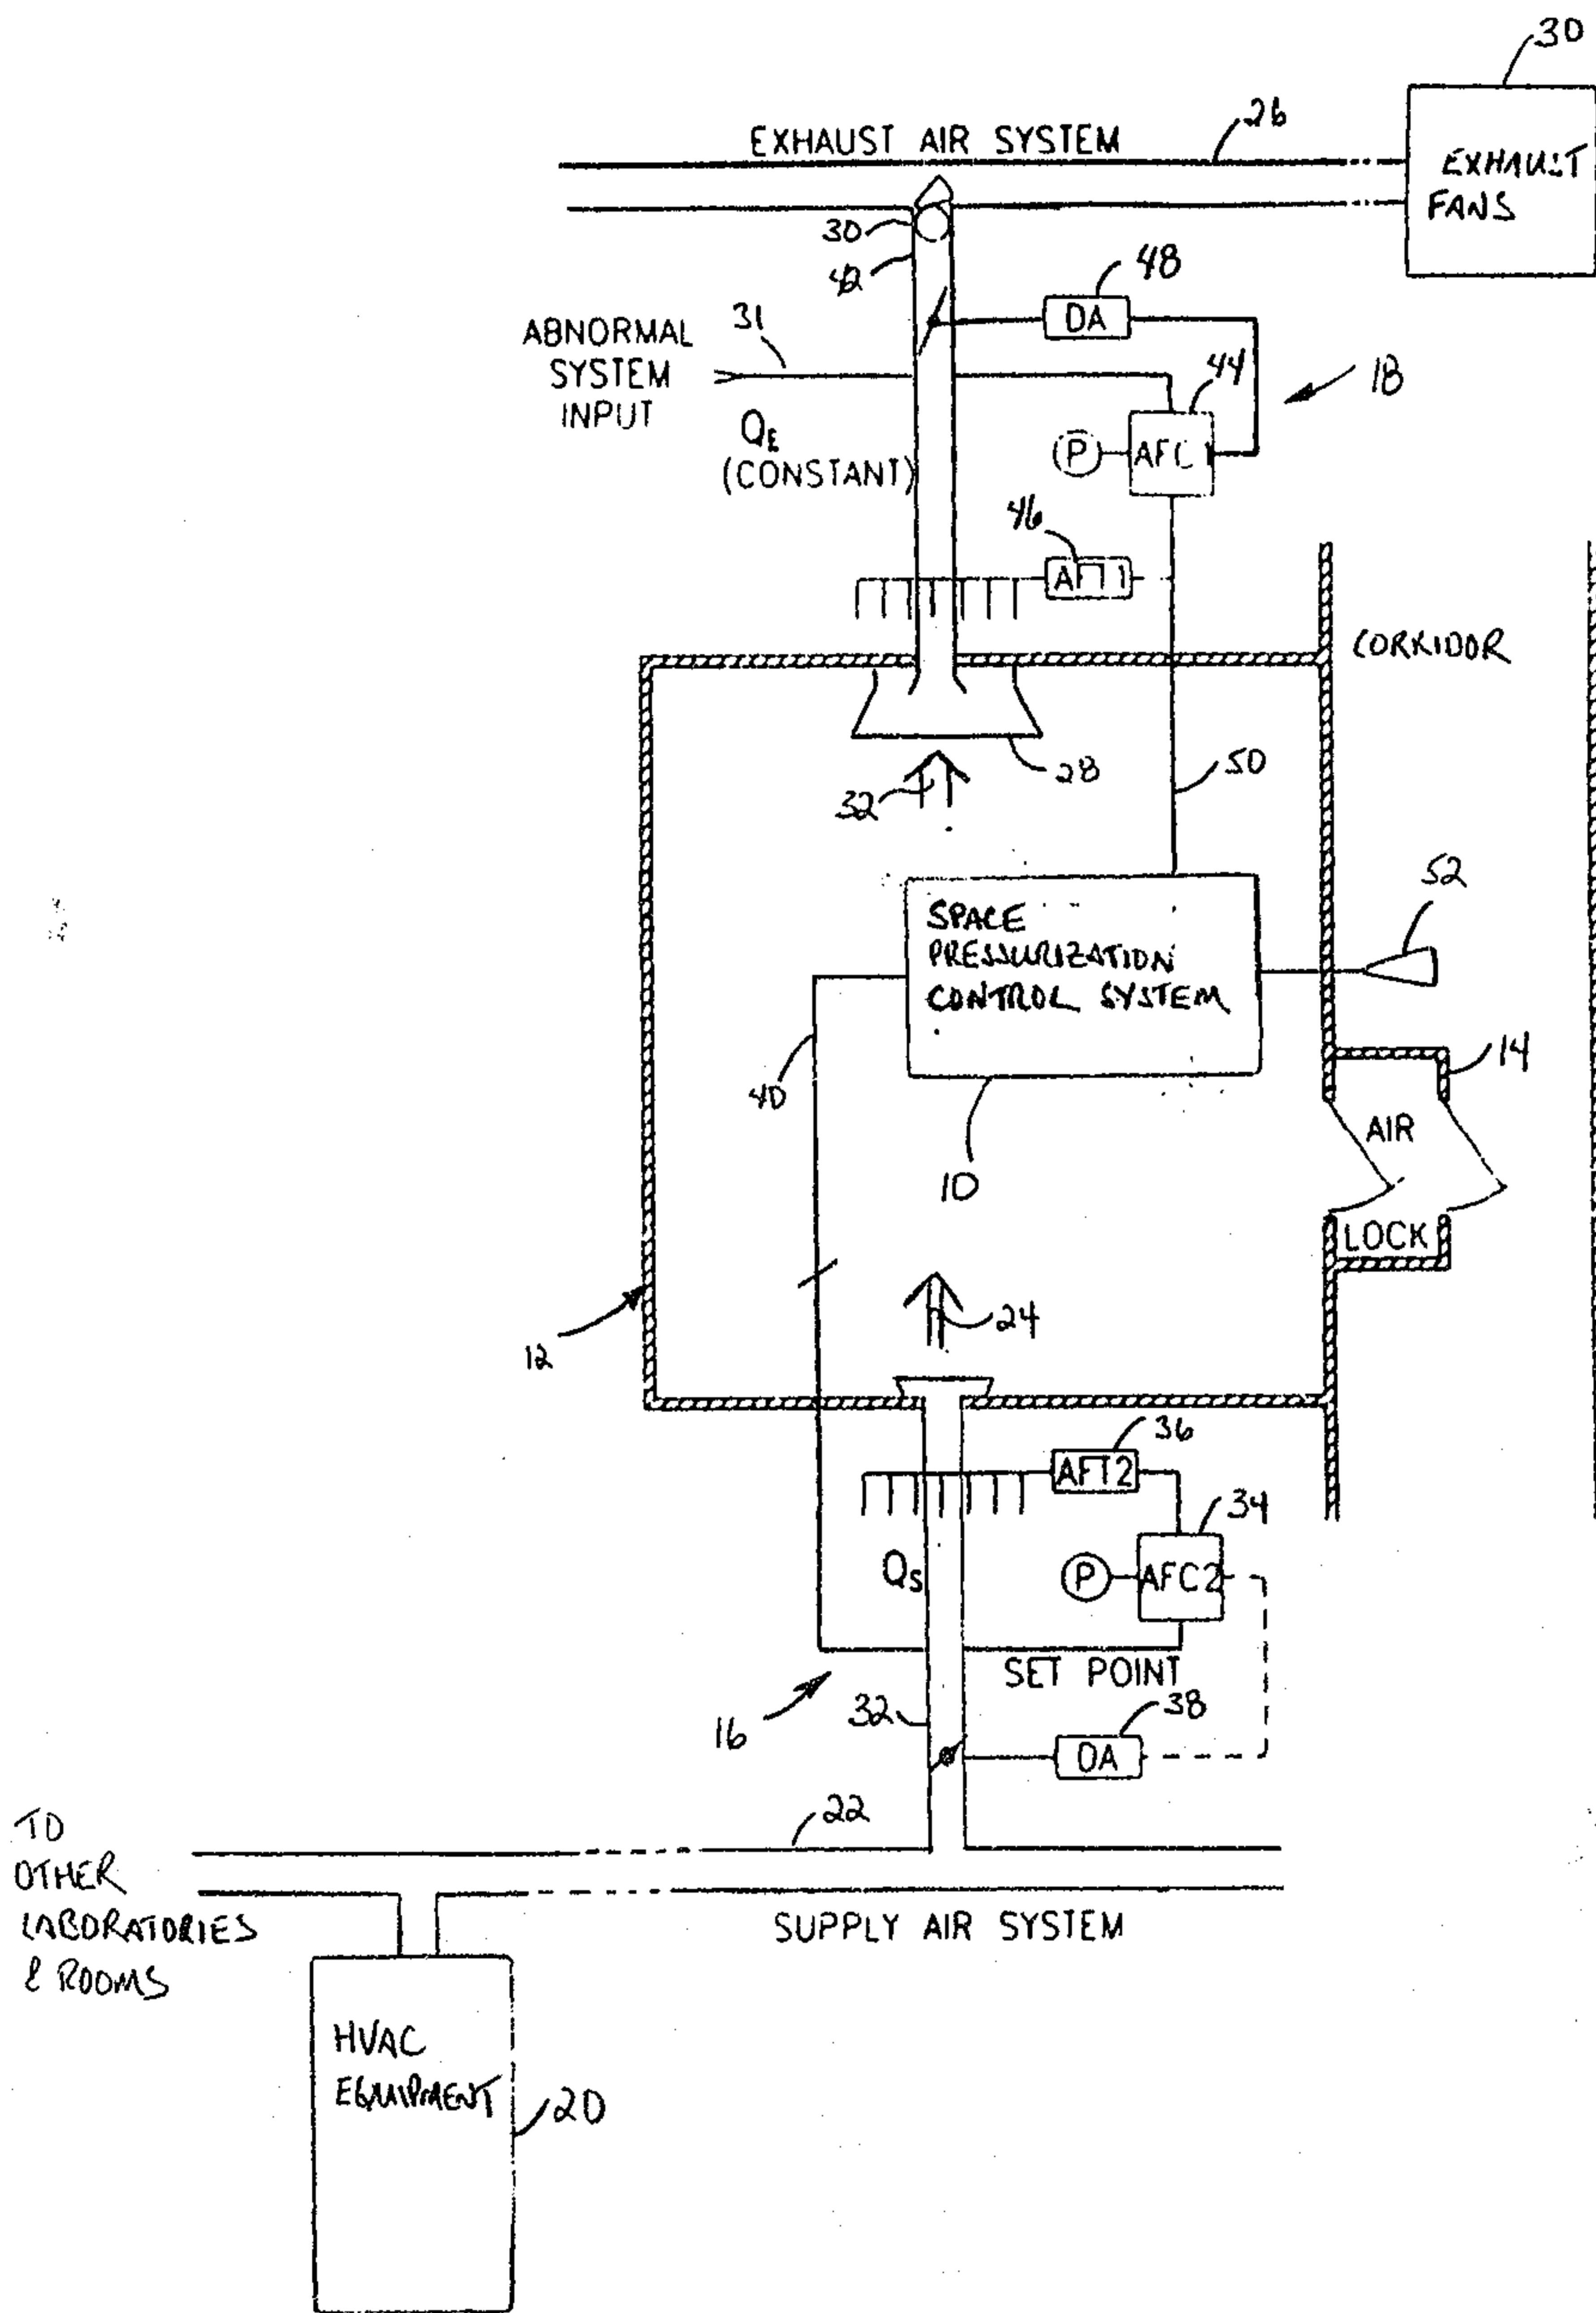 30
EXHAUST AIR SYSTEM
26
EXHAUST
FANS
30
42
48
DA
ABNORMAL
SYSTEM
INPUT
31
44
18
QE
(CONSTANT)
P
AFC1
46
AFT1
CORRIDOR
28
32
50
SPACE
PRESSURIZATION
CONTROL SYSTEM
52
40
14
AIR
10
LOCK
24
12
36
AFT2
34
QS
P
AFC2
SET POINT
16
32
38
DA
22
TO
OTHER
LABORATORIES
& ROOMS
SUPPLY AIR SYSTEM
HVAC
EQUIPMENT
20